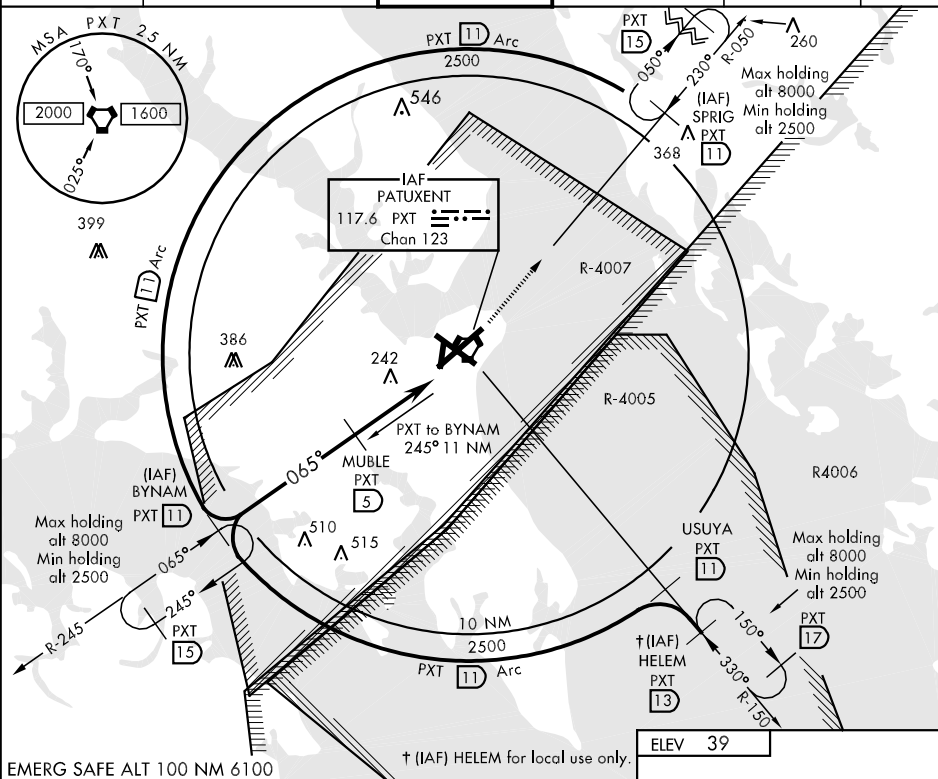 MSA PXT 25 NM
170°
2000
1600
025°
399
PXT 11 Arc
2500
546
PXT
15
050°
230°
R-050
260
Max holding
alt 8000
Min holding
alt 2500
(IAF)
SPRIG
PXT
11
368
IAF
PATUXENT
117.6 PXT
Chan 123
PXT 11 Arc
R-4007
386
242
R-4005
PXT to BYNAM
245° 11 NM
065°
MUBLE
PXT
5
R4006
(IAF)
BYNAM
PXT 11
Max holding
alt 8000
Min holding
alt 2500
510
515
065°
245°
R-245
PXT
15
USUYA
PXT
11
Max holding
alt 8000
Min holding
alt 2500
10 NM
2500
PXT 11 Arc
150°
PXT
17
† (IAF)
HELEM
PXT
13
330°
R-150
ELEV 39
† (IAF) HELEM for local use only.
EMERG SAFE ALT 100 NM 6100